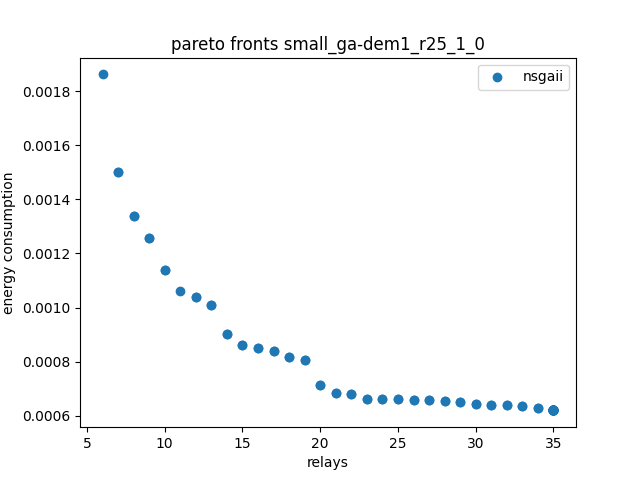 pareto fronts small_ga-dem1_r25_1_0
nsgaii
energy consumption
0.0018
0.0016
0.0014
0.0012
0.0010
0.0008
0.0006
5 10 15 20 25 30 35
relays